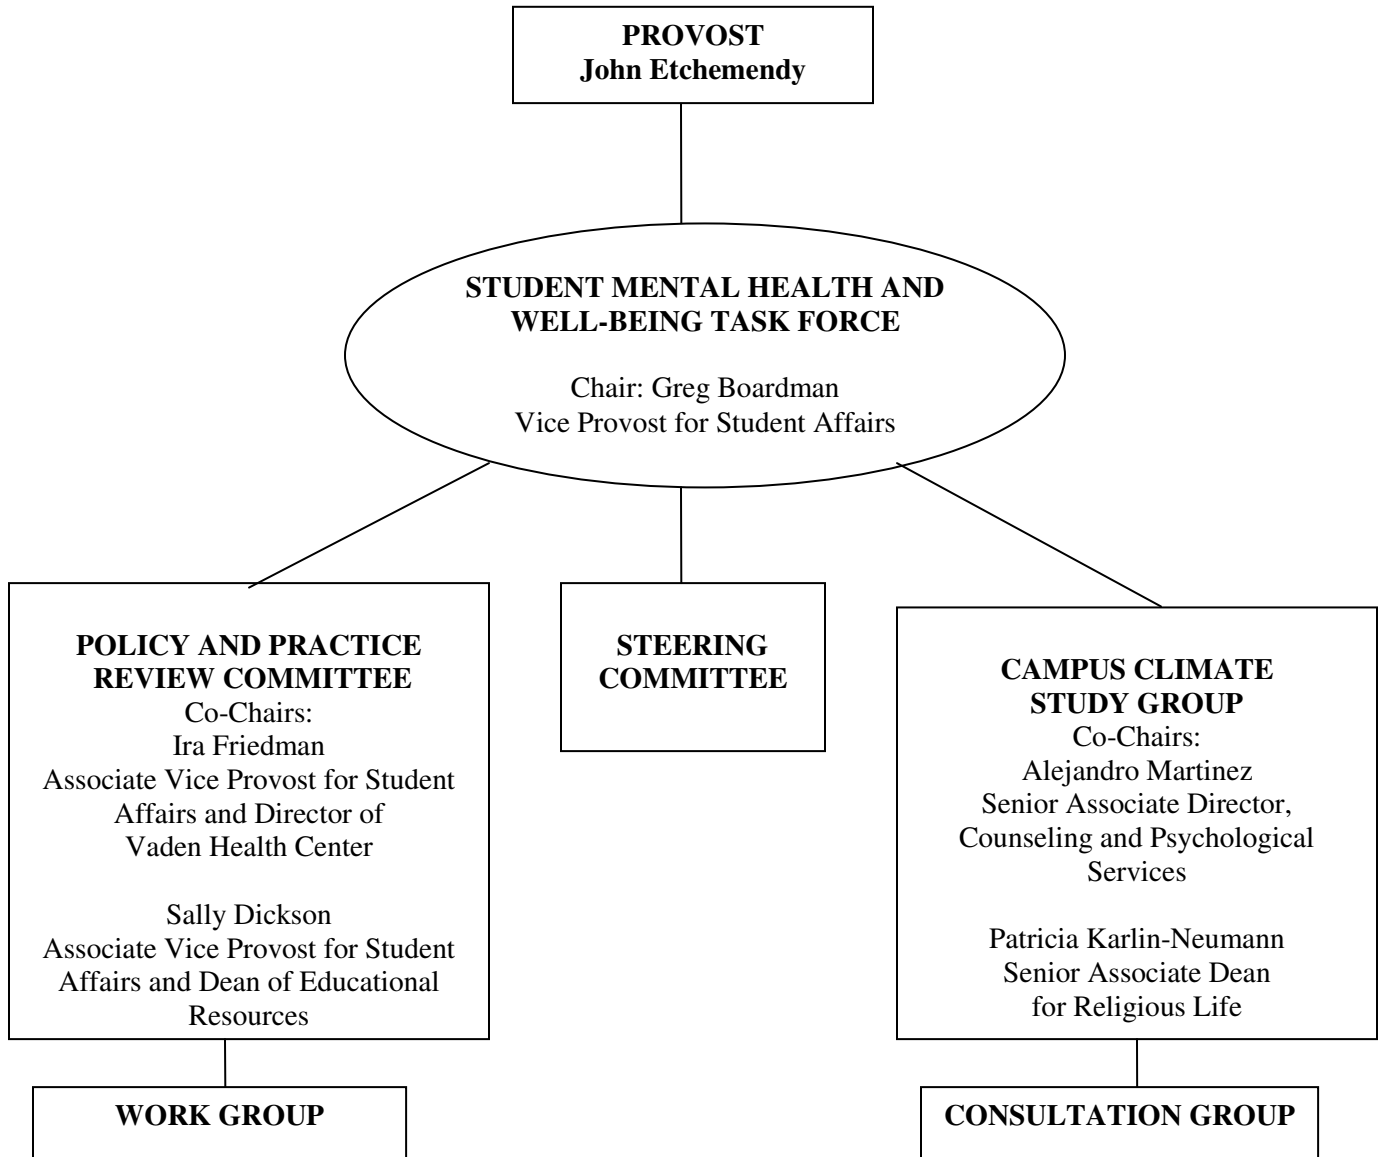 PROVOST
John Etchemendy
STUDENT MENTAL HEALTH AND
WELL-BEING TASK FORCE
Chair: Greg Boardman
Vice Provost for Student Affairs
POLICY AND PRACTICE
REVIEW COMMITTEE
Co-Chairs:
Ira Friedman
Associate Vice Provost for Student
Affairs and Director of
Vaden Health Center
Sally Dickson
Associate Vice Provost for Student
Affairs and Dean of Educational
Resources
STEERING
COMMITTEE
CAMPUS CLIMATE
STUDY GROUP
Co-Chairs:
Alejandro Martinez
Senior Associate Director,
Counseling and Psychological
Services
Patricia Karlin-Neumann
Senior Associate Dean
for Religious Life
WORK GROUP
CONSULTATION GROUP